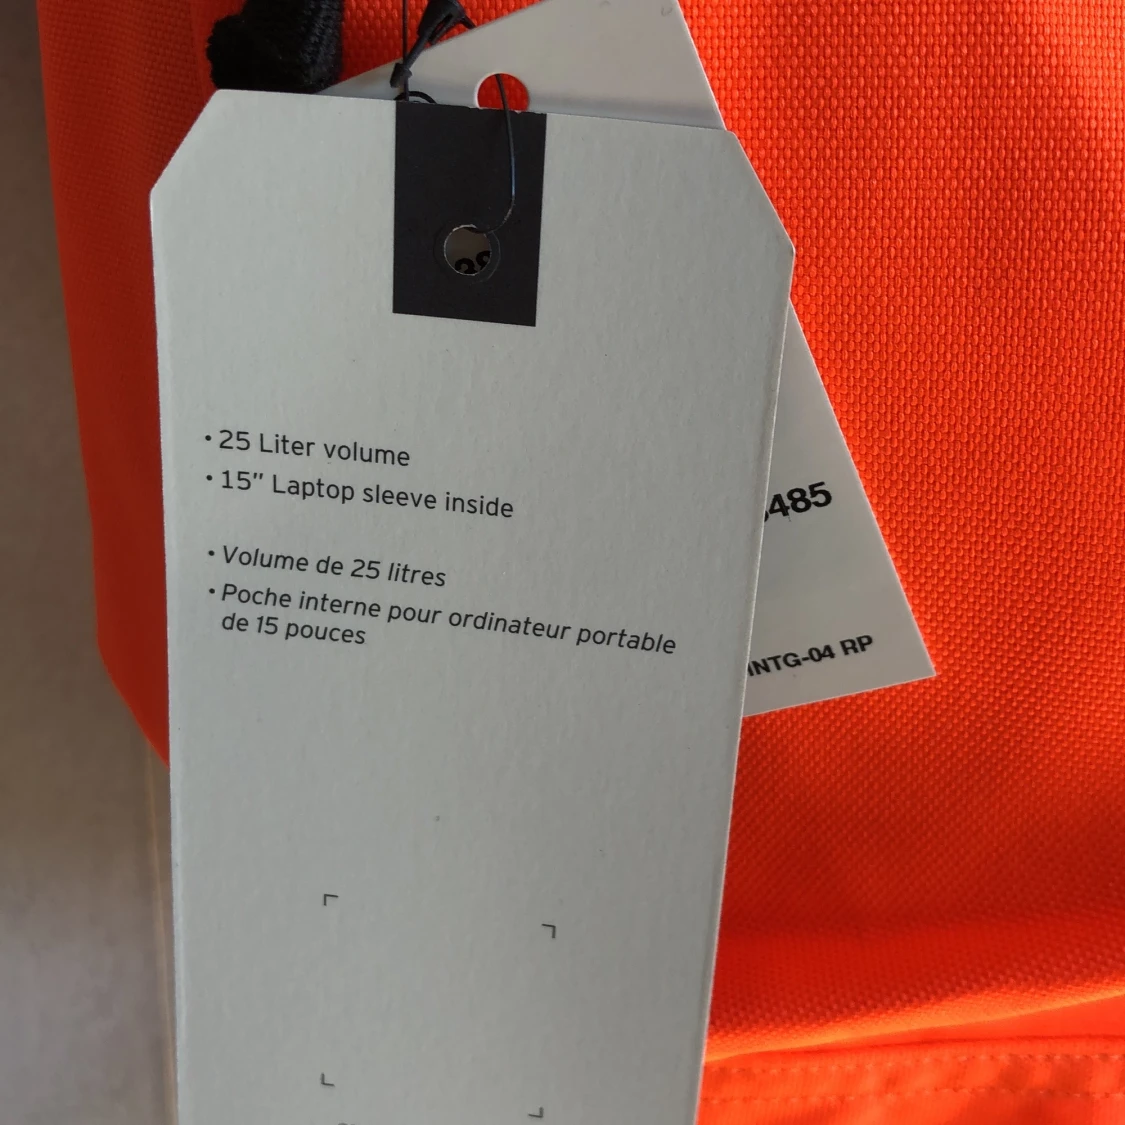 • 25 Liter volume
• 15" Laptop sleeve inside
• Volume de 25 litres
• Poche interne pour ordinateur portable
de 15 pouces
485
INTG-04 RP